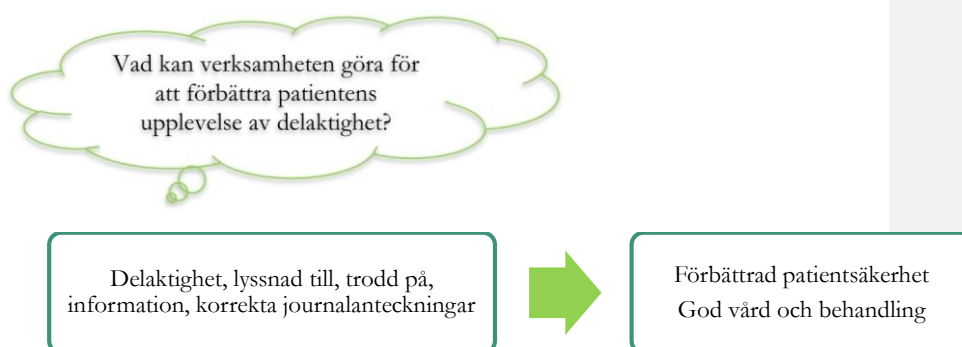 Vad kan verksamheten göra för
att förbättra patientens
upplevelse av delaktighet?
Delaktighet, lyssnad till, trodd på,
information, korrekta journalanteckningar
Förbättrad patientsäkerhet
God vård och behandling